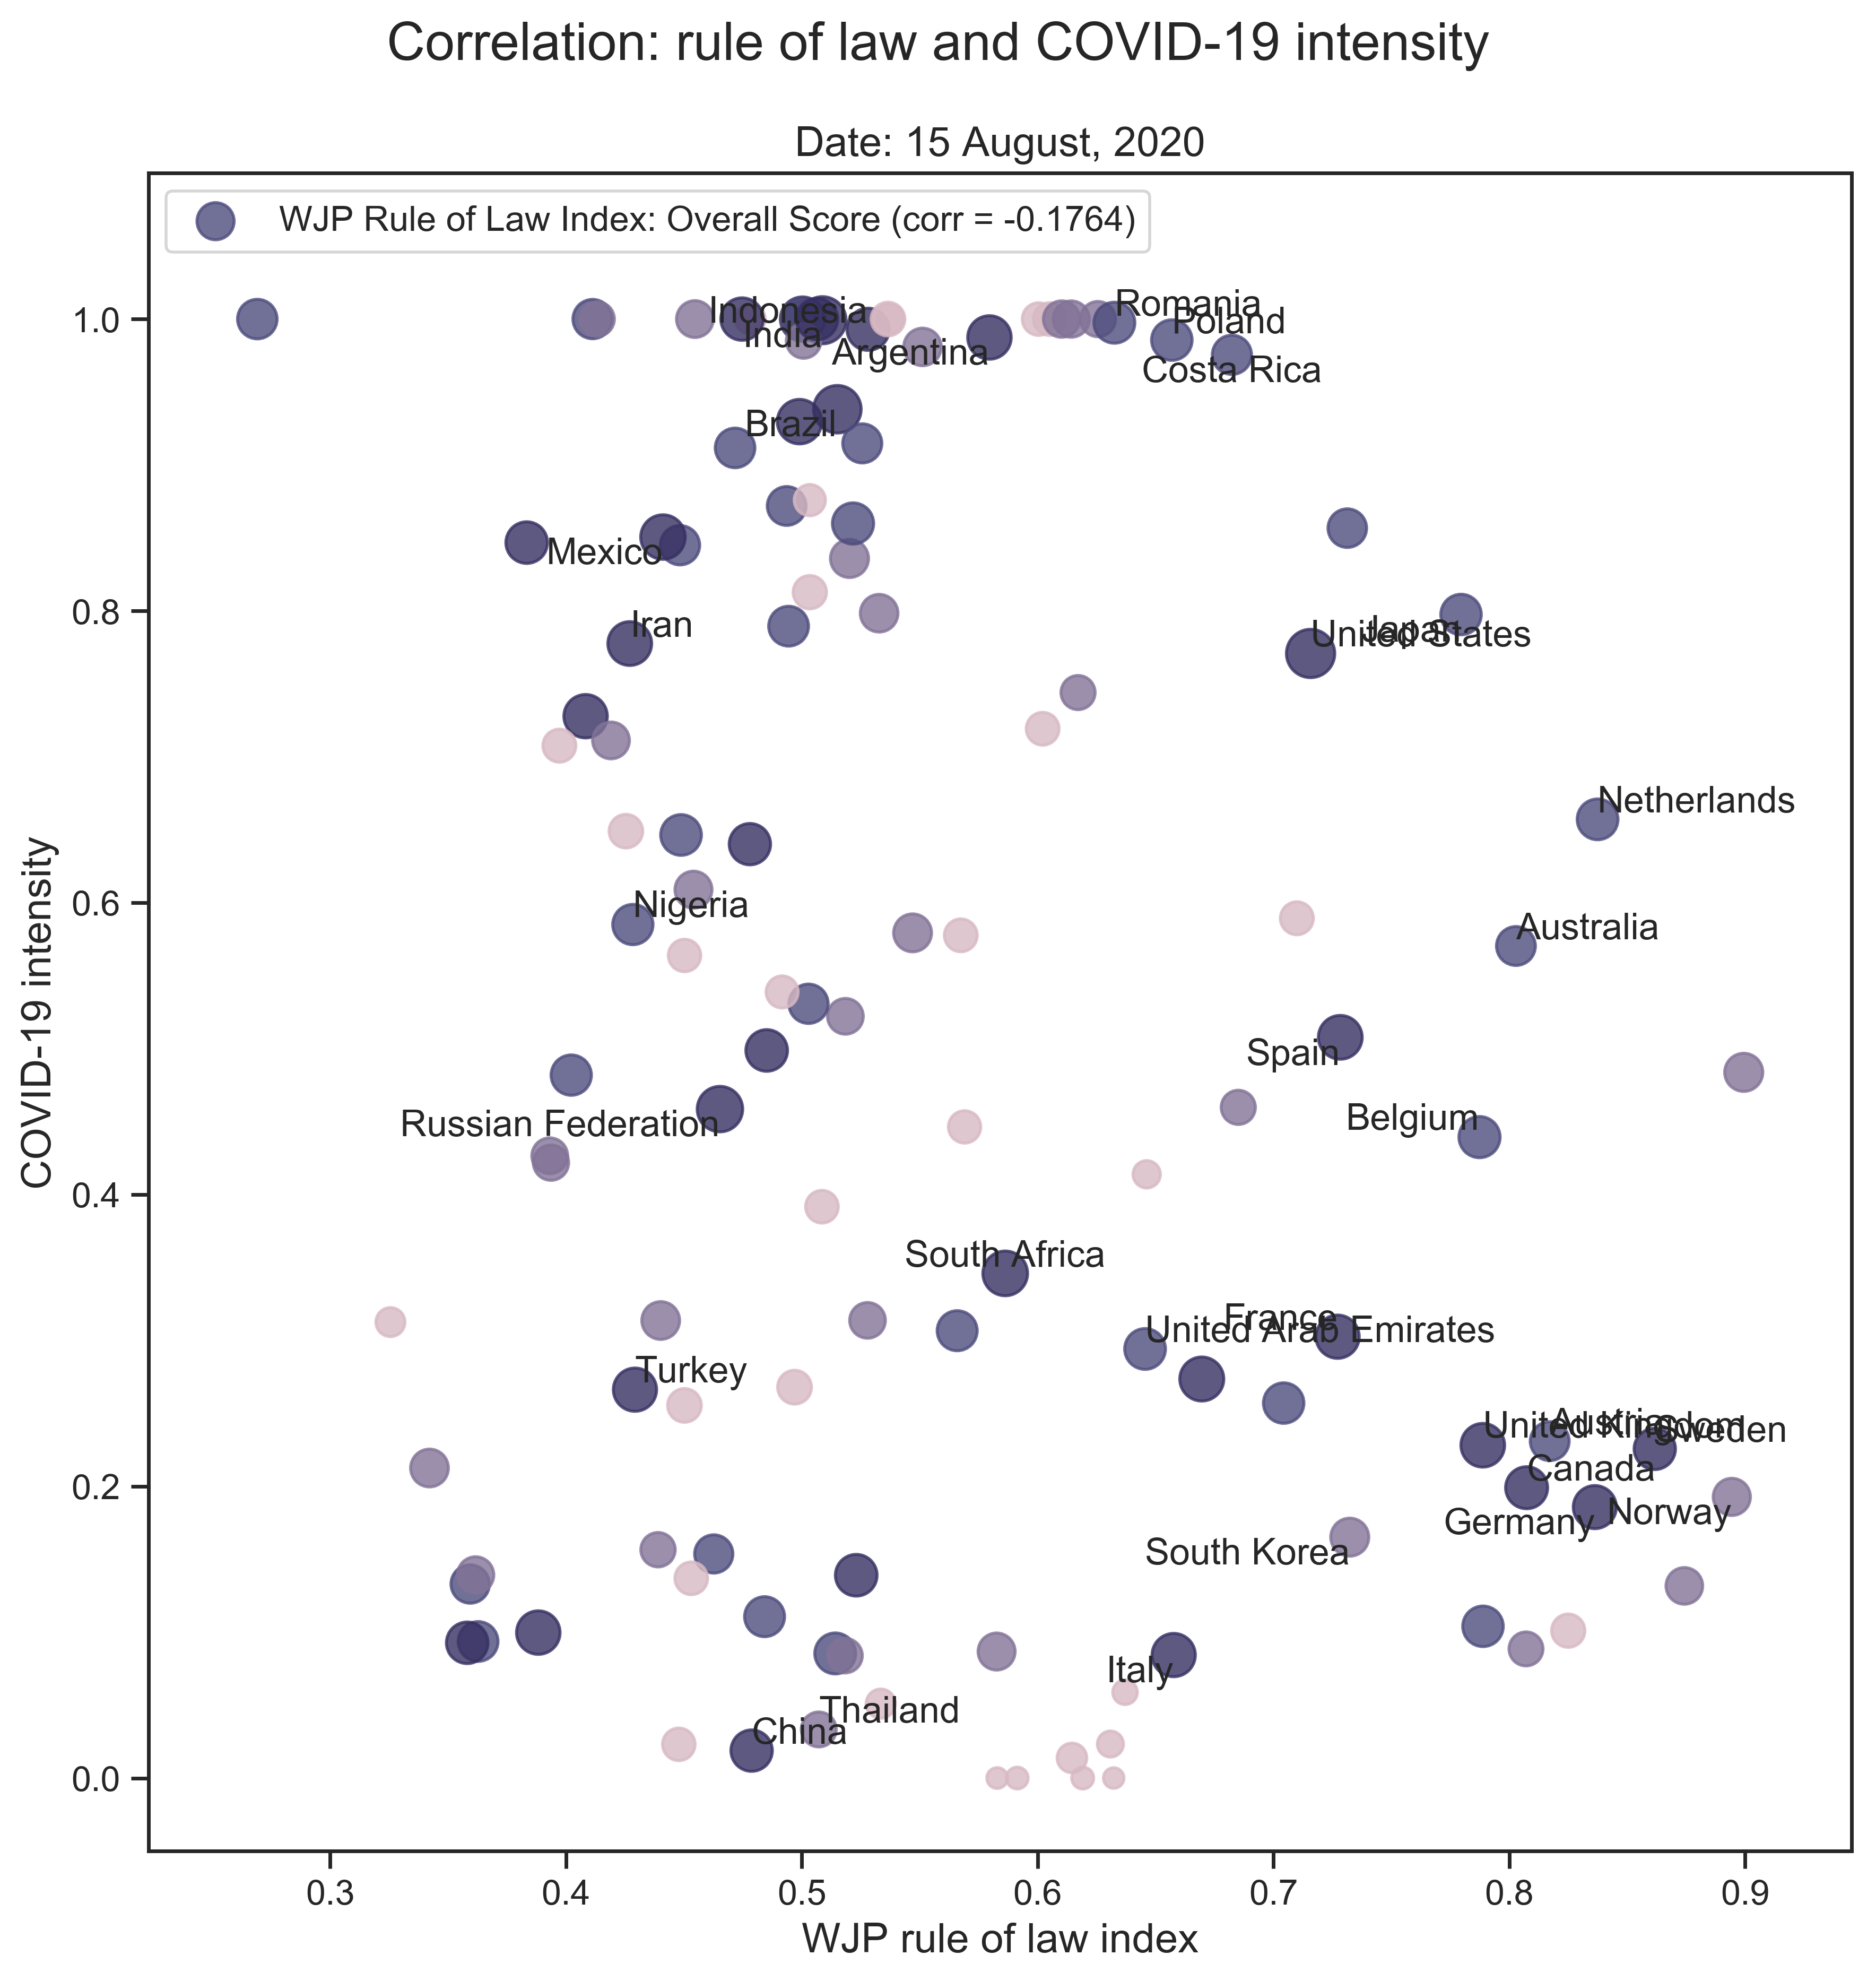 Correlation: rule of law and COVID-19 intensity
Date: 15 August, 2020
WJP Rule of Law Index: Overall Score (corr = -0.1764)
1.0
Indonesia
Romania
Poland
India
Argentina
Costa Rica
Brazil
Mexico
0.8
Iran
Japan
United States
Netherlands
0.6
Nigeria
Australia
Spain
Russian Federation
Belgium
0.4
South Africa
France
United Arab Emirates
Turkey
Austria
United Kingdom
Sweden
0.2
Canada
Norway
Germany
South Korea
Italy
Thailand
China
0.0
COVID-19 intensity
0.3 0.4 0.5 0.6 0.7 0.8 0.9
WJP rule of law index